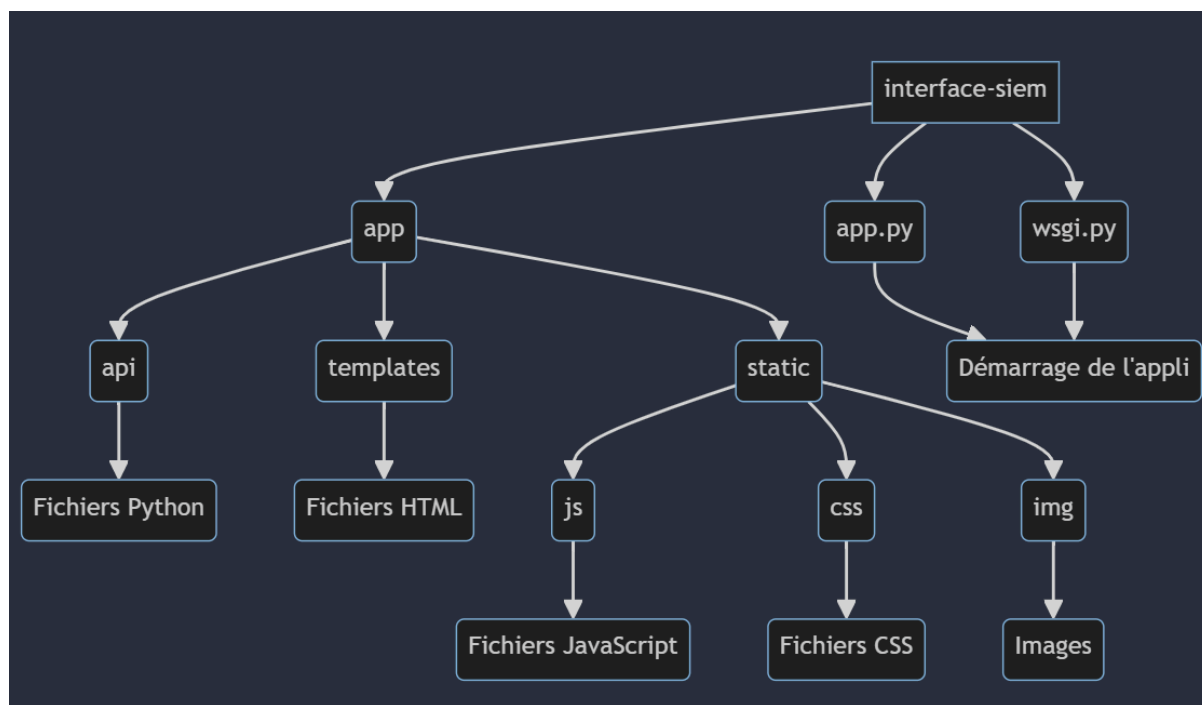 interface-siem
app
app.py
wsgi.py
api
templates
static
Démarrage de l'appli
Fichiers Python
Fichiers HTML
js
css
img
Fichiers JavaScript
Fichiers CSS
Images